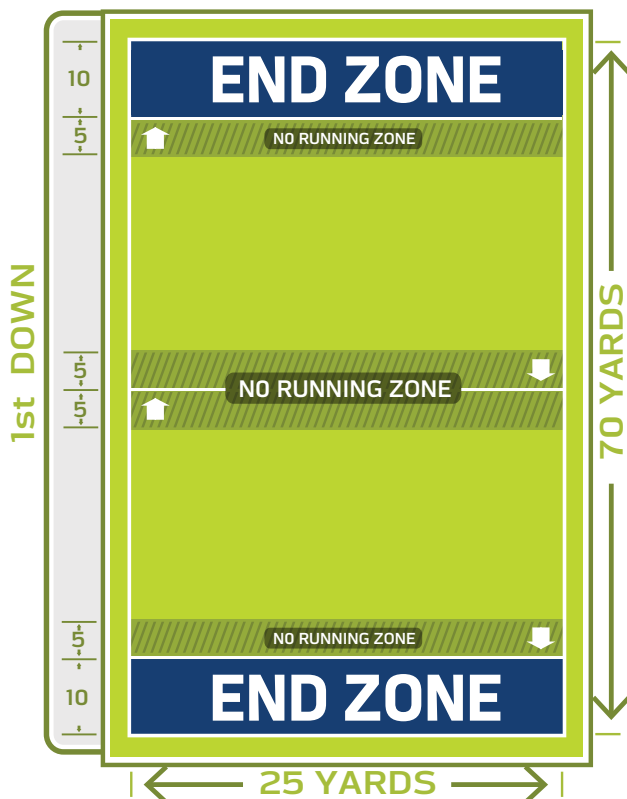 END ZONE
10
5
NO RUNNING ZONE
1st DOWN
70 YARDS
5
NO RUNNING ZONE
5
5
NO RUNNING ZONE
10
END ZONE
25 YARDS